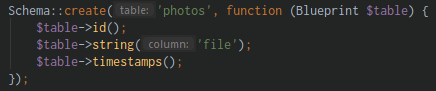 Schema::create( table: 'photos', function (Blueprint $table) {
    $table->id();
    $table->string( column: 'file');
    $table->timestamps();
});